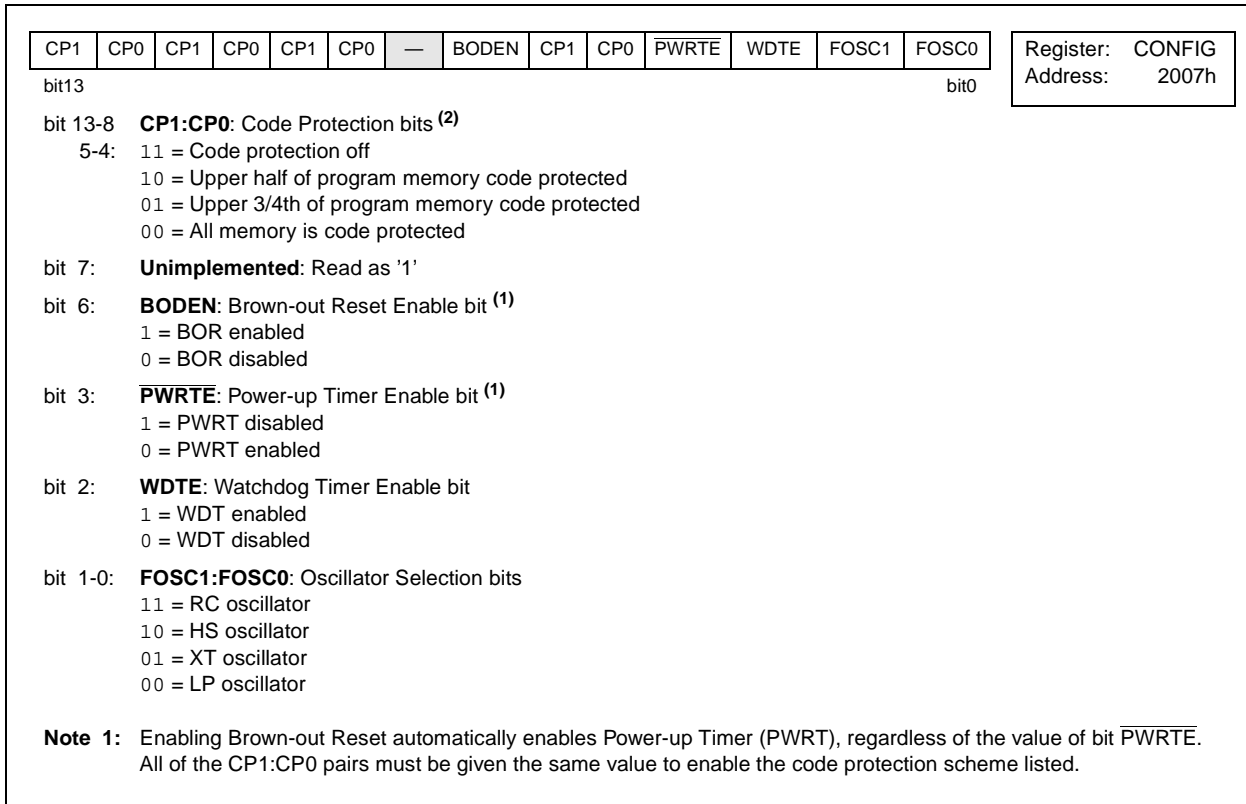 CP1 CP0 CP1 CP0 CP1 CP0 — BODEN CP1 CP0 PWRTE WDTE FOSC1 FOSC0
bit13 bit0
Register: CONFIG
Address: 2007h
bit 13-8 CP1:CP0: Code Protection bits (2)
5-4: 11 = Code protection off
10 = Upper half of program memory code protected
01 = Upper 3/4th of program memory code protected
00 = All memory is code protected
bit 7: Unimplemented: Read as '1'
bit 6: BODEN: Brown-out Reset Enable bit (1)
1 = BOR enabled
0 = BOR disabled
bit 3: PWRTE: Power-up Timer Enable bit (1)
1 = PWRT disabled
0 = PWRT enabled
bit 2: WDTE: Watchdog Timer Enable bit
1 = WDT enabled
0 = WDT disabled
bit 1-0: FOSC1:FOSC0: Oscillator Selection bits
11 = RC oscillator
10 = HS oscillator
01 = XT oscillator
00 = LP oscillator
Note 1: Enabling Brown-out Reset automatically enables Power-up Timer (PWRT), regardless of the value of bit PWRTE.
All of the CP1:CP0 pairs must be given the same value to enable the code protection scheme listed.